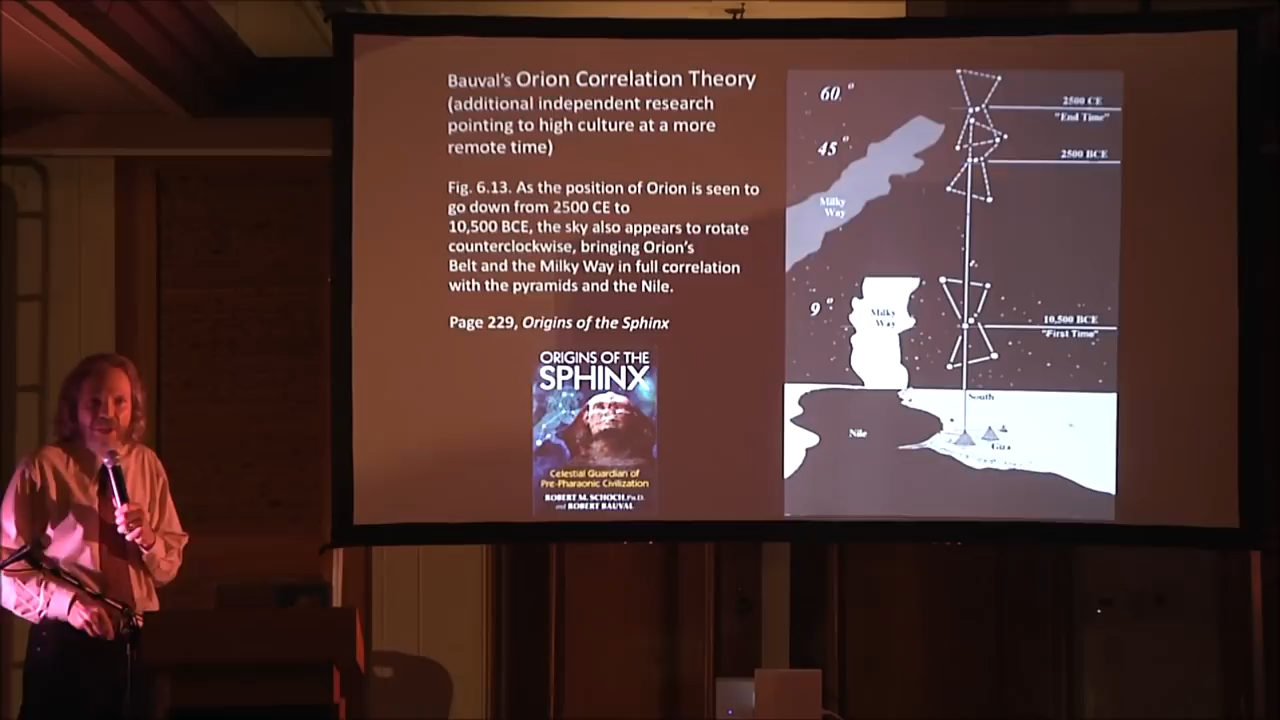 Bauval's Orion Correlation Theory
(additional independent research
pointing to high culture at a more
remote time)
Fig. 6.13. As the position of Orion is seen to
go down from 2500 CE to
10,500 BCE, the sky also appears to rotate
counterclockwise, bringing Orion's
Belt and the Milky Way in full correlation
with the pyramids and the Nile.
Page 229, Origins of the Sphinx
ORIGINS OF THE
SPHINX
Celestial Guardian of
Pre-Pharaonic Civilization
ROBERT M. SCHOCH, Ph.D.
and ROBERT BAUVAL
60°
2500 CE
"End Time"
45°
2500 BCE
Milky
Way
9°
Milky
Way
10,500 BCE
"First Time"
South
Nile
Giza